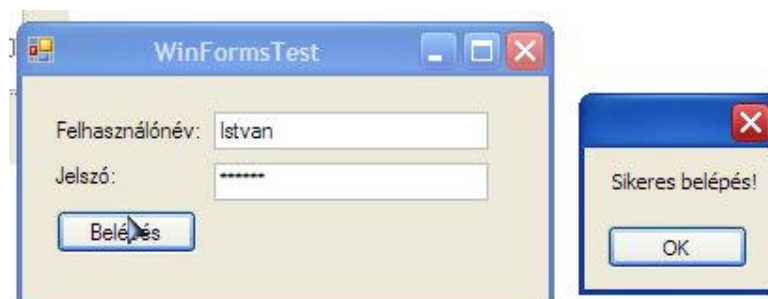 WinFormsTest
Felhasználónév: Istvan
Jelszó: ••••••
Belépés
Sikeres belépés!
OK